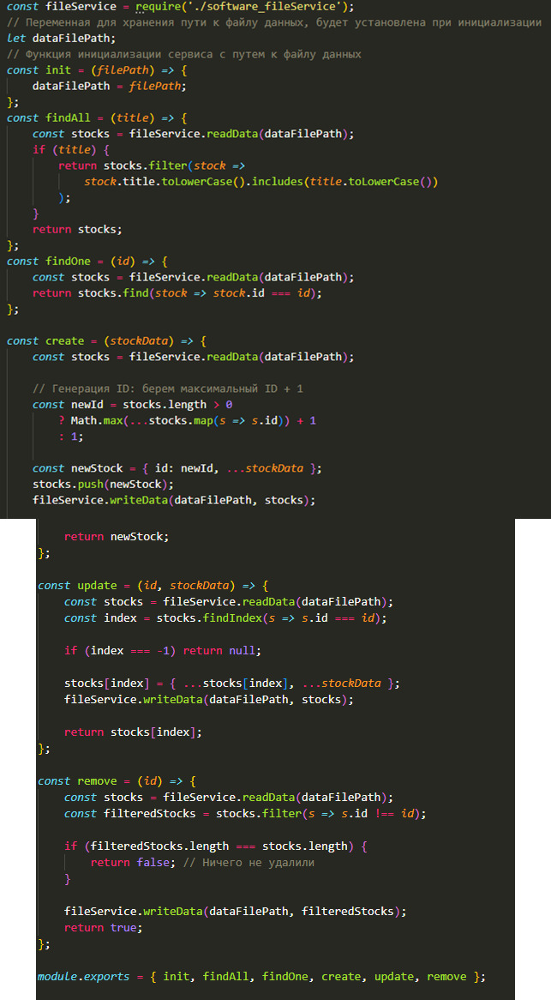 const fileService = require('./software_fileService');
// Переменная для хранения пути к файлу данных, будет установлена при инициализации
let dataFilePath;
// Функция инициализации сервиса с путем к файлу данных
const init = (filePath) => {
    dataFilePath = filePath;
};
const findAll = (title) => {
    const stocks = fileService.readData(dataFilePath);
    if (title) {
        return stocks.filter(stock =>
            stock.title.toLowerCase().includes(title.toLowerCase())
        );
    }
    return stocks;
};
const findOne = (id) => {
    const stocks = fileService.readData(dataFilePath);
    return stocks.find(stock => stock.id === id);
};

const create = (stockData) => {
    const stocks = fileService.readData(dataFilePath);

    // Генерация ID: берем максимальный ID + 1
    const newId = stocks.length > 0
        ? Math.max(...stocks.map(s => s.id)) + 1
        : 1;

    const newStock = { id: newId, ...stockData };
    stocks.push(newStock);
    fileService.writeData(dataFilePath, stocks);

    return newStock;
};

const update = (id, stockData) => {
    const stocks = fileService.readData(dataFilePath);
    const index = stocks.findIndex(s => s.id === id);

    if (index === -1) return null;

    stocks[index] = { ...stocks[index], ...stockData };
    fileService.writeData(dataFilePath, stocks);

    return stocks[index];
};

const remove = (id) => {
    const stocks = fileService.readData(dataFilePath);
    const filteredStocks = stocks.filter(s => s.id !== id);

    if (filteredStocks.length === stocks.length) {
        return false; // Ничего не удалили
    }

    fileService.writeData(dataFilePath, filteredStocks);
    return true;
};

module.exports = { init, findAll, findOne, create, update, remove };